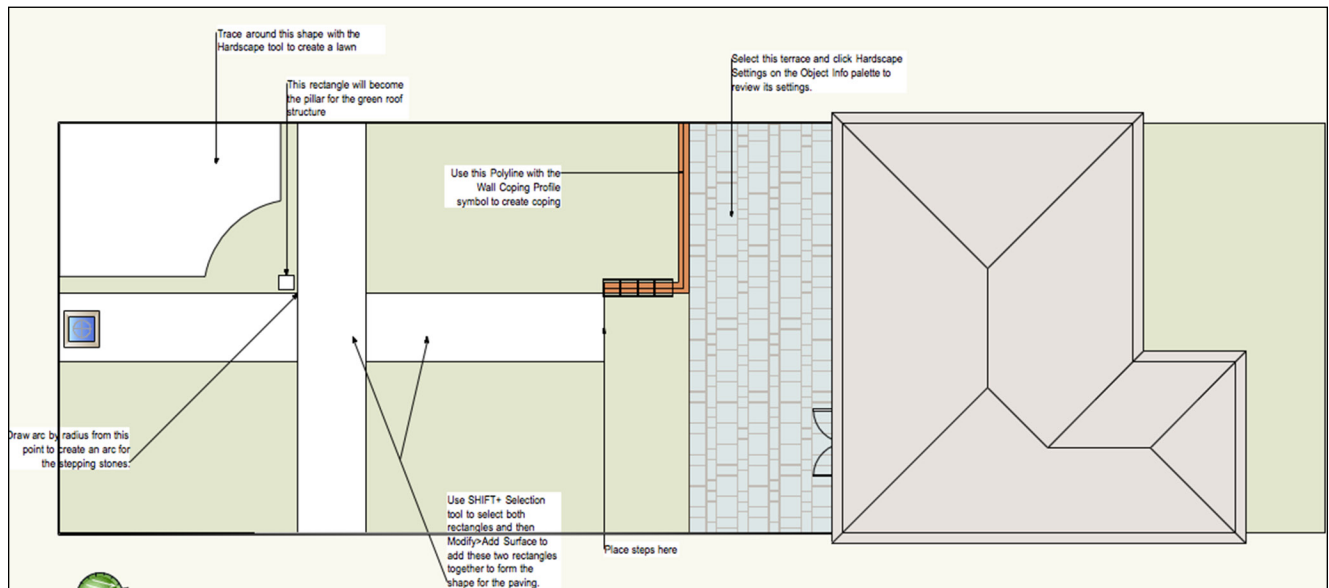 Trace around this shape with the
Hardscape tool to create a lawn
This rectangle will become
the pillar for the green roof
structure
Select this terrace and click Hardscape
Settings on the Object Info palette to
review its settings.
Use this Polyline with the
Wall Coping Profile
symbol to create coping
Draw arc by radius from this
point to create an arc for
the stepping stones.
Use SHIFT+ Selection
tool to select both
rectangles and then
Modify>Add Surface to
add these two rectangles
together to form the
shape for the paving.
Place steps here